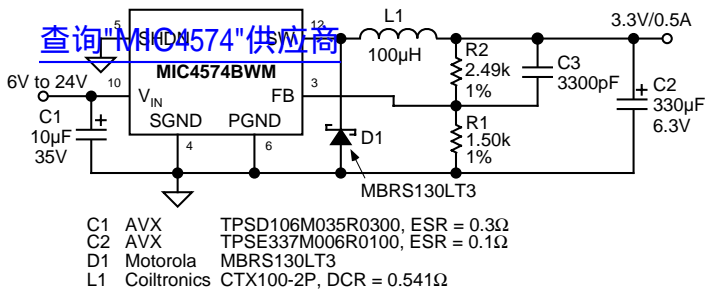 查询"MIC4574"供应商
5
SHDN
SW
12
L1
100µH
3.3V/0.5A
MIC4574BWM
R2
2.49k
1%
C3
3300pF
6V to 24V
10
VIN
FB
3
C2
330µF
6.3V
C1
10µF
35V
SGND
PGND
4
6
D1
R1
1.50k
1%
MBRS130LT3
C1 AVX TPSD106M035R0300, ESR = 0.3Ω
C2 AVX TPSE337M006R0100, ESR = 0.1Ω
D1 Motorola MBRS130LT3
L1 Coiltronics CTX100-2P, DCR = 0.541Ω